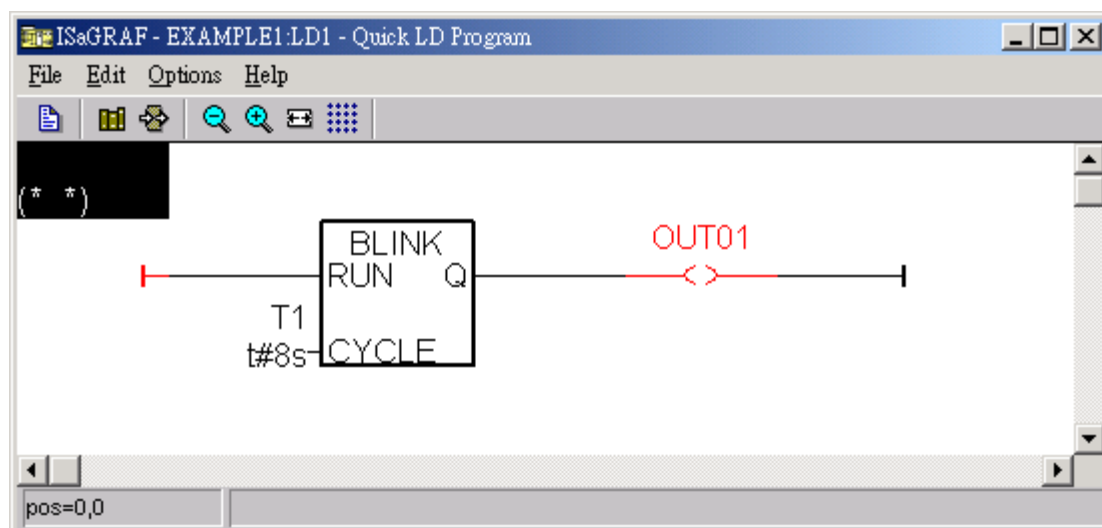 ISaGRAF - EXAMPLE1:LD1 - Quick LD Program
File Edit Options Help
(* *)
BLINK
OUT01
RUN Q
T1
t#8s
CYCLE
pos=0,0